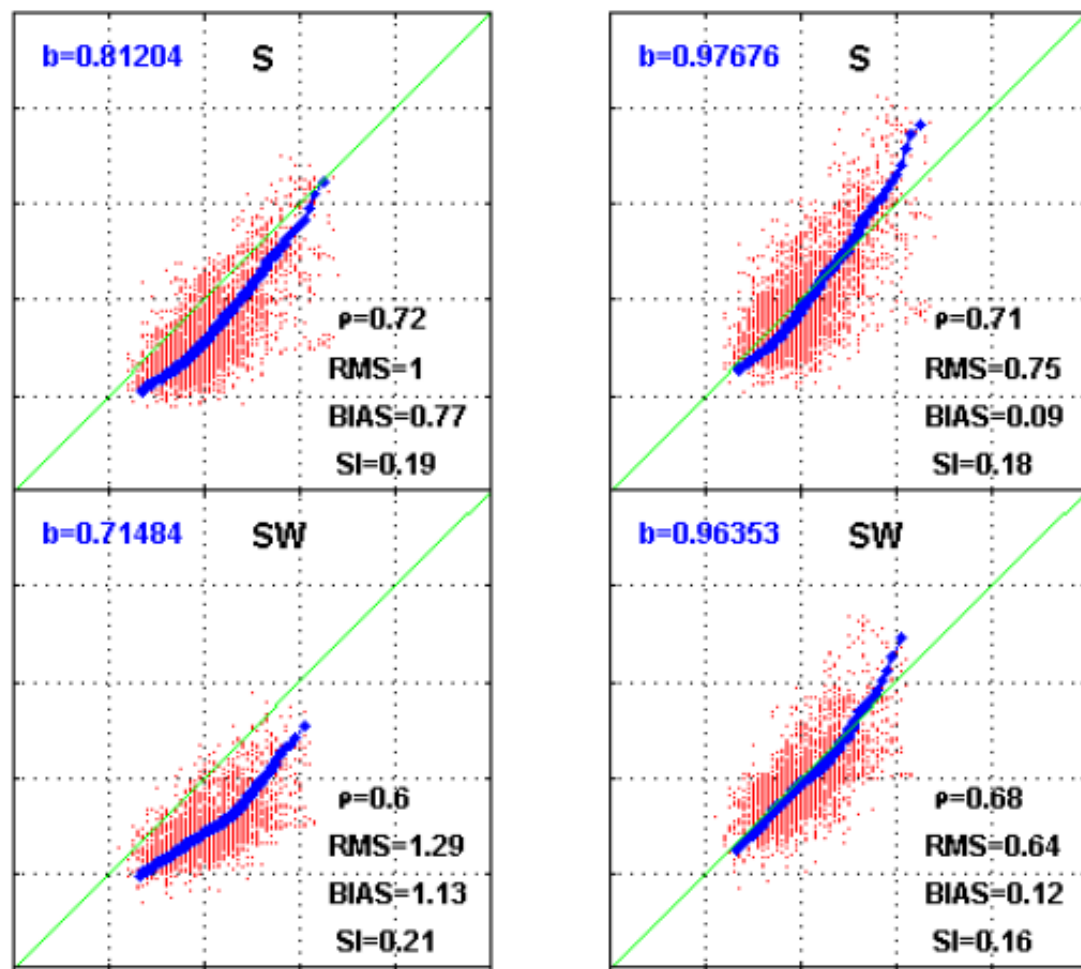 b=0.81204 S
ρ=0.72
RMS=1
BIAS=0.77
SI=0.19
b=0.97676 S
ρ=0.71
RMS=0.75
BIAS=0.09
SI=0.18
b=0.71484 SW
ρ=0.6
RMS=1.29
BIAS=1.13
SI=0.21
b=0.96353 SW
ρ=0.68
RMS=0.64
BIAS=0.12
SI=0.16